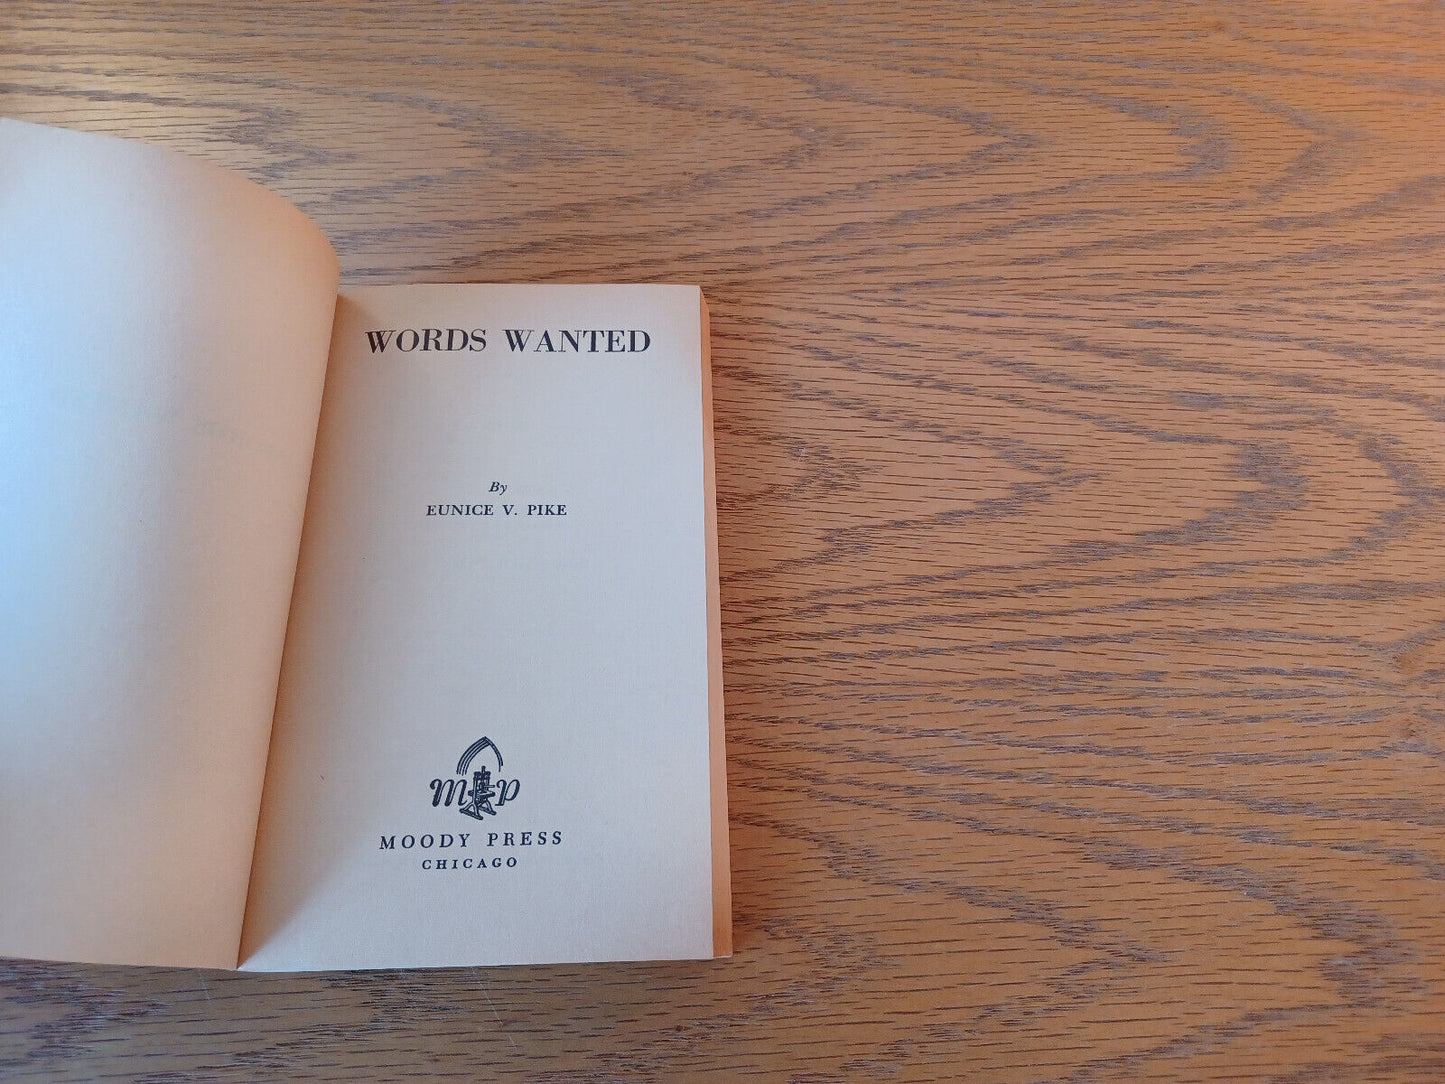 WORDS WANTED
By
EUNICE V. PIKE
mp
MOODY PRESS
CHICAGO